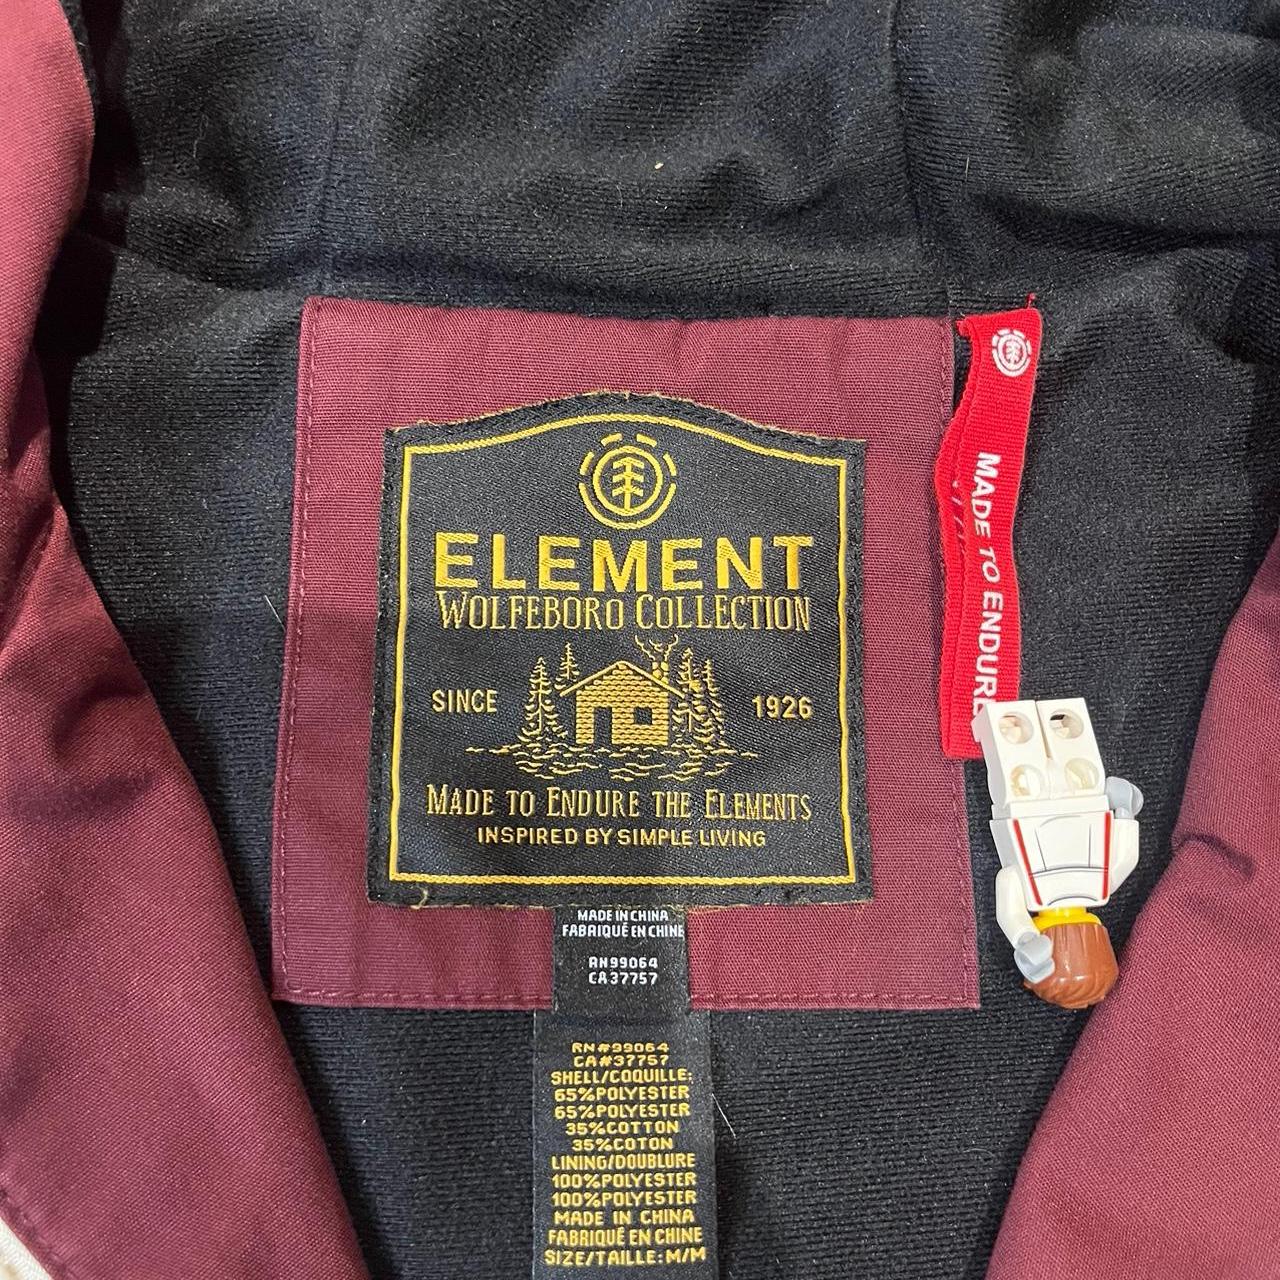 ELEMENT
WOLFEBORO COLLECTION
SINCE 1926
MADE TO ENDURE THE ELEMENTS
INSPIRED BY SIMPLE LIVING
MADE TO ENDURE
MADE IN CHINA
FABRIQUÉ EN CHINE
RN99064
CA37757
RN#99064
CA#37757
SHELL/COQUILLE:
65%POLYESTER
65%POLYESTER
35%COTTON
35%COTON
LINING/DOUBLURE
100%POLYESTER
100%POLYESTER
MADE IN CHINA
FABRIQUÉ EN CHINE
SIZE/TAILLE: M/M